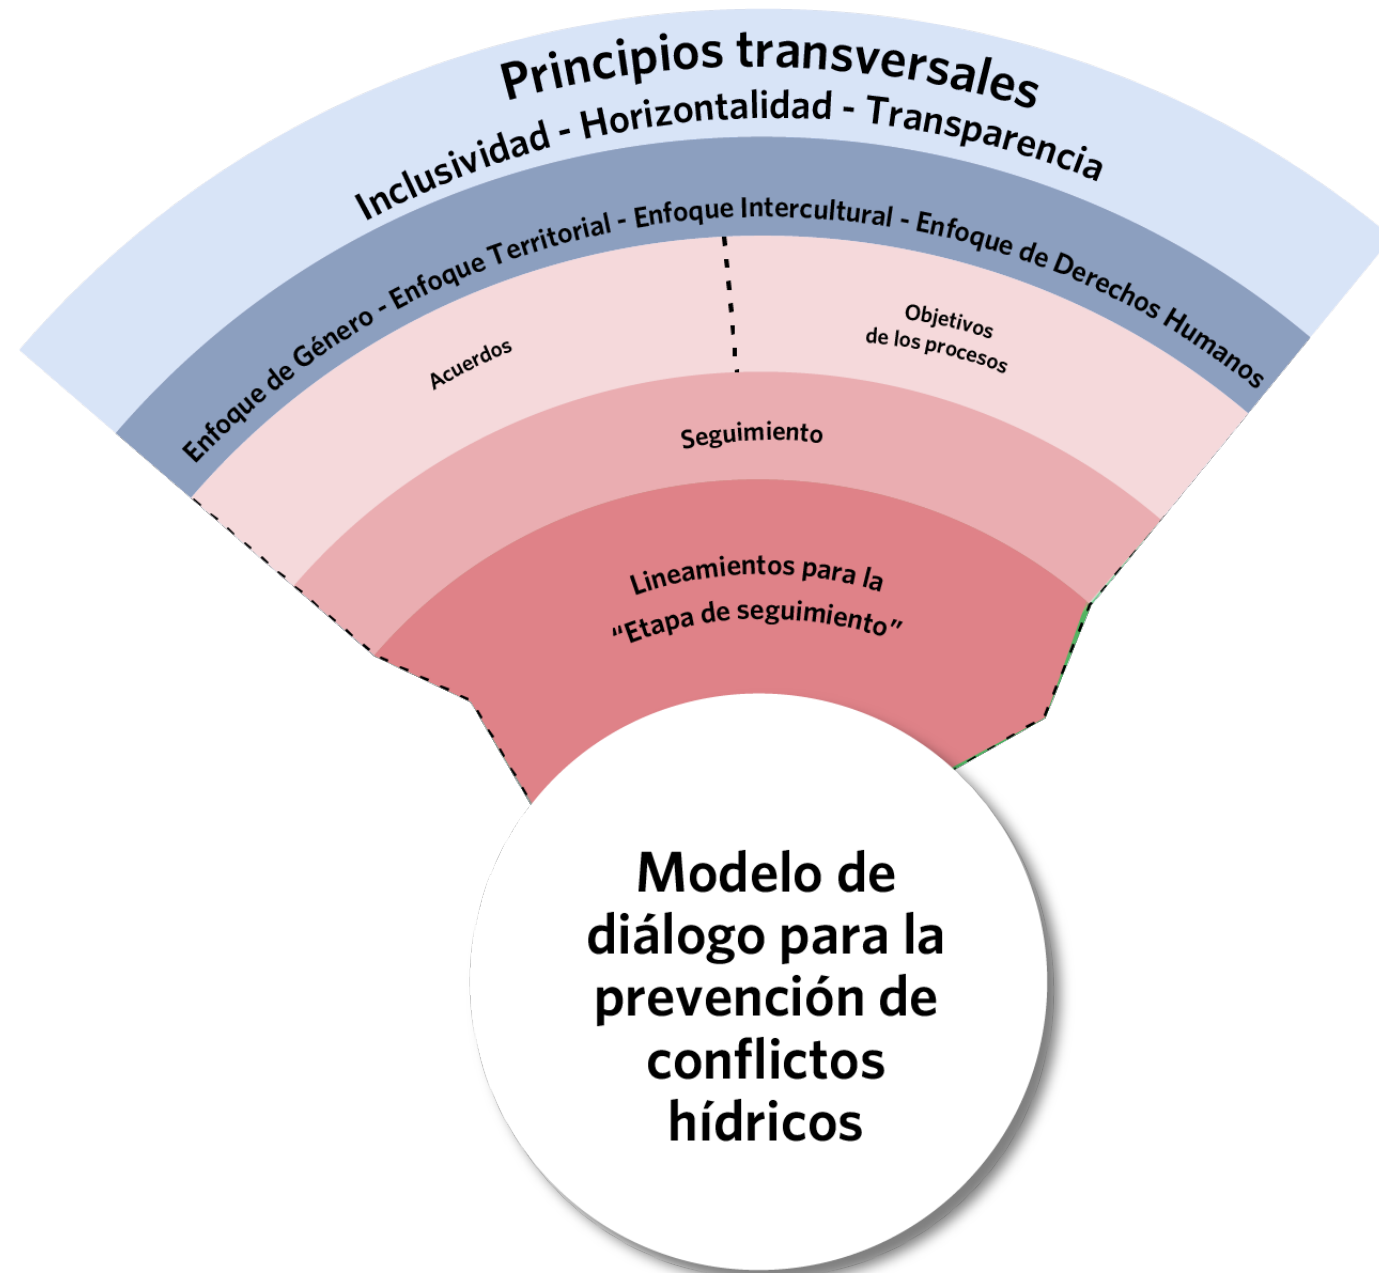 Principios transversales
Inclusividad - Horizontalidad - Transparencia
Enfoque de Género - Enfoque Territorial - Enfoque Intercultural - Enfoque de Derechos Humanos
Acuerdos
Objetivos
de los procesos
Seguimiento
Lineamientos para la
“Etapa de seguimiento”
Modelo de
diálogo para la
prevención de
conflictos
hídricos